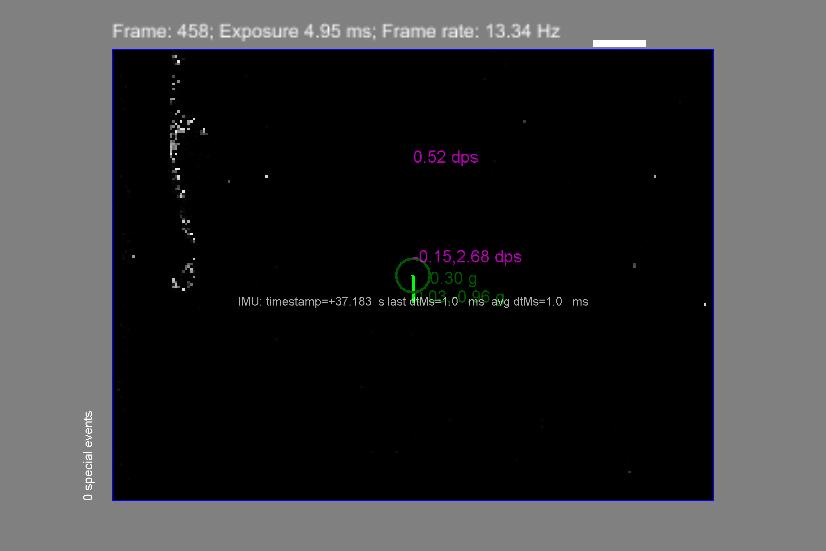 Frame: 458; Exposure 4.95 ms; Frame rate: 13.34 Hz
0.52 dps
-0.15,2.68 dps
0.30 g
0.96 g
IMU: timestamp=+37.183 s last dtMs=1.0 ms avg dtMs=1.0 ms
0 special events